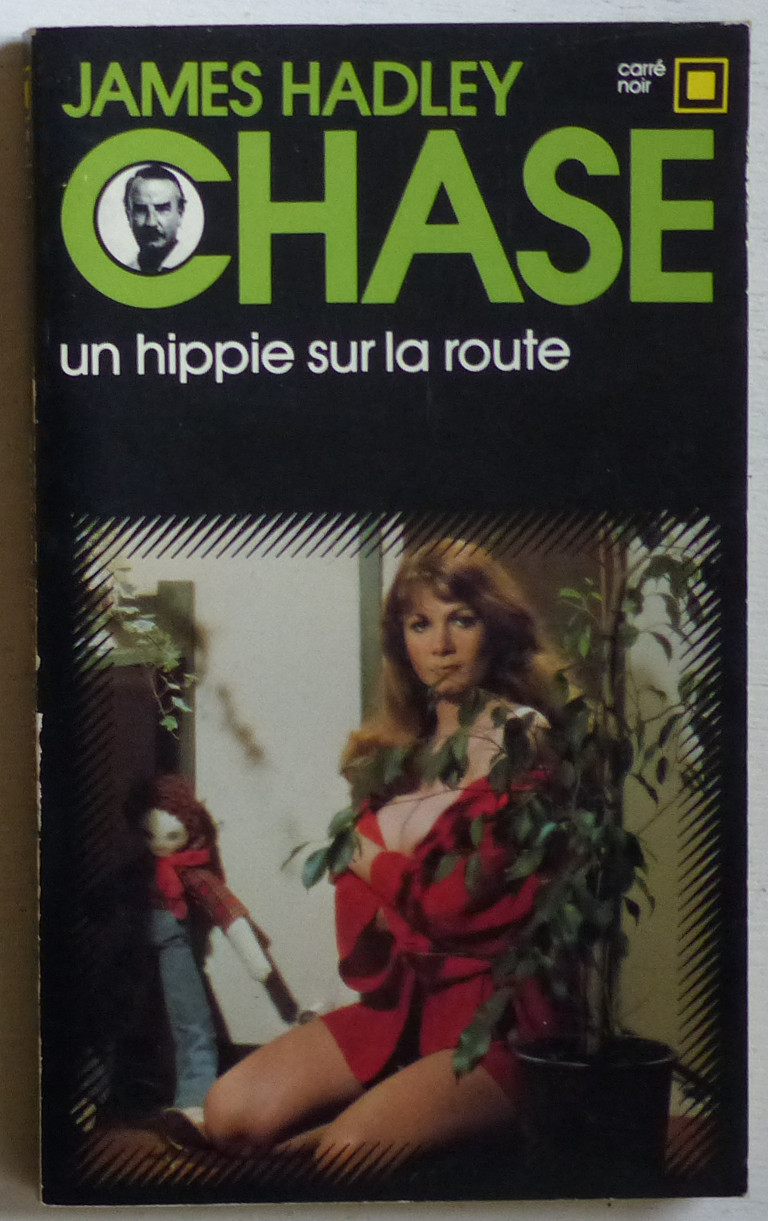 JAMES HADLEY
CHASE
carré
noir
un hippie sur la route